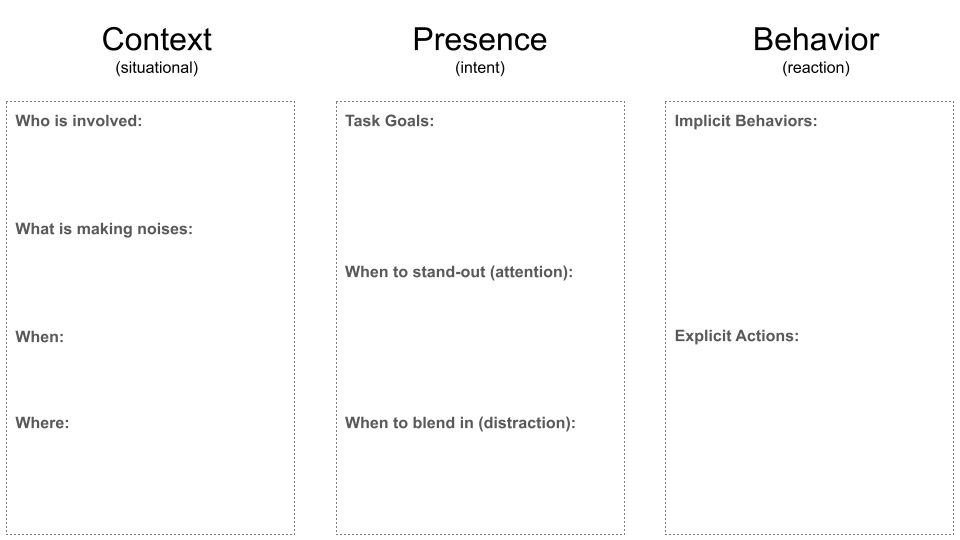 Context
(situational)
Who is involved:
What is making noises:
When:
Where:
Presence
(intent)
Task Goals:
When to stand-out (attention):
When to blend in (distraction):
Behavior
(reaction)
Implicit Behaviors:
Explicit Actions: